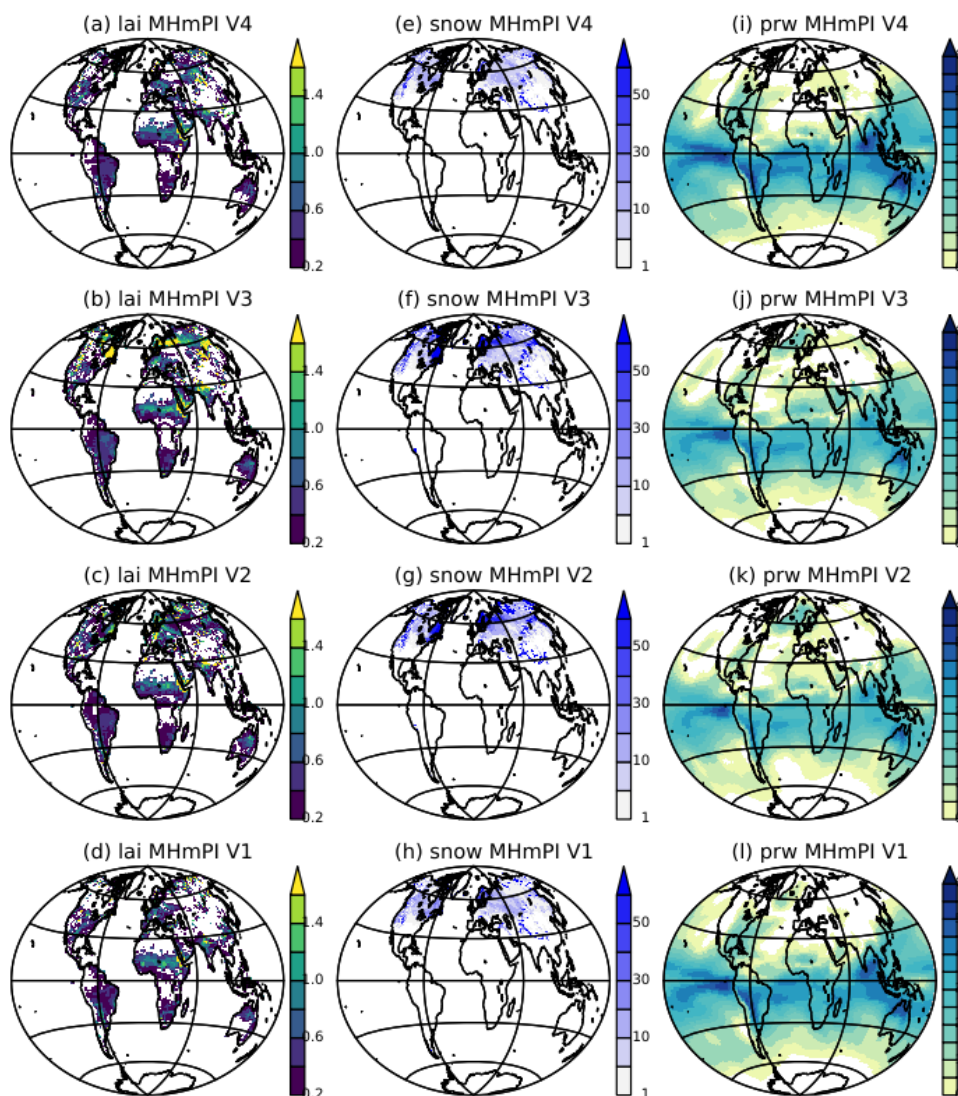 (a) lai MHmPI V4
(e) snow MHmPI V4
(i) prw MHmPI V4
1.4
1.0
0.6
0.2
50
30
10
1
(b) lai MHmPI V3
(f) snow MHmPI V3
(j) prw MHmPI V3
1.4
1.0
0.6
0.2
50
30
10
1
(c) lai MHmPI V2
(g) snow MHmPI V2
(k) prw MHmPI V2
1.4
1.0
0.6
0.2
50
30
10
1
(d) lai MHmPI V1
(h) snow MHmPI V1
(l) prw MHmPI V1
1.4
1.0
0.6
0.2
50
30
10
1